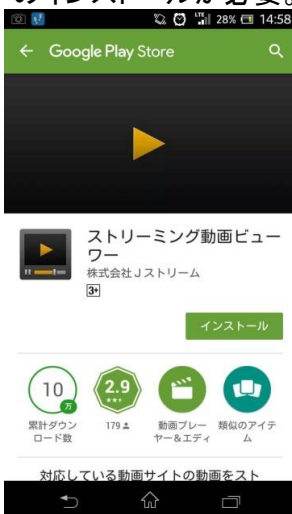 のインストールが必要。
LTE 28% 14:58
Google Play Store
ストリーミング動画ビュー
ワー
株式会社Jストリーム
3+
インストール
10
万
2.9
累計ダウン
ロード数
179
動画プレー
ヤー＆エディ
類似のアイテ
ム
対応している動画サイトの動画をスト